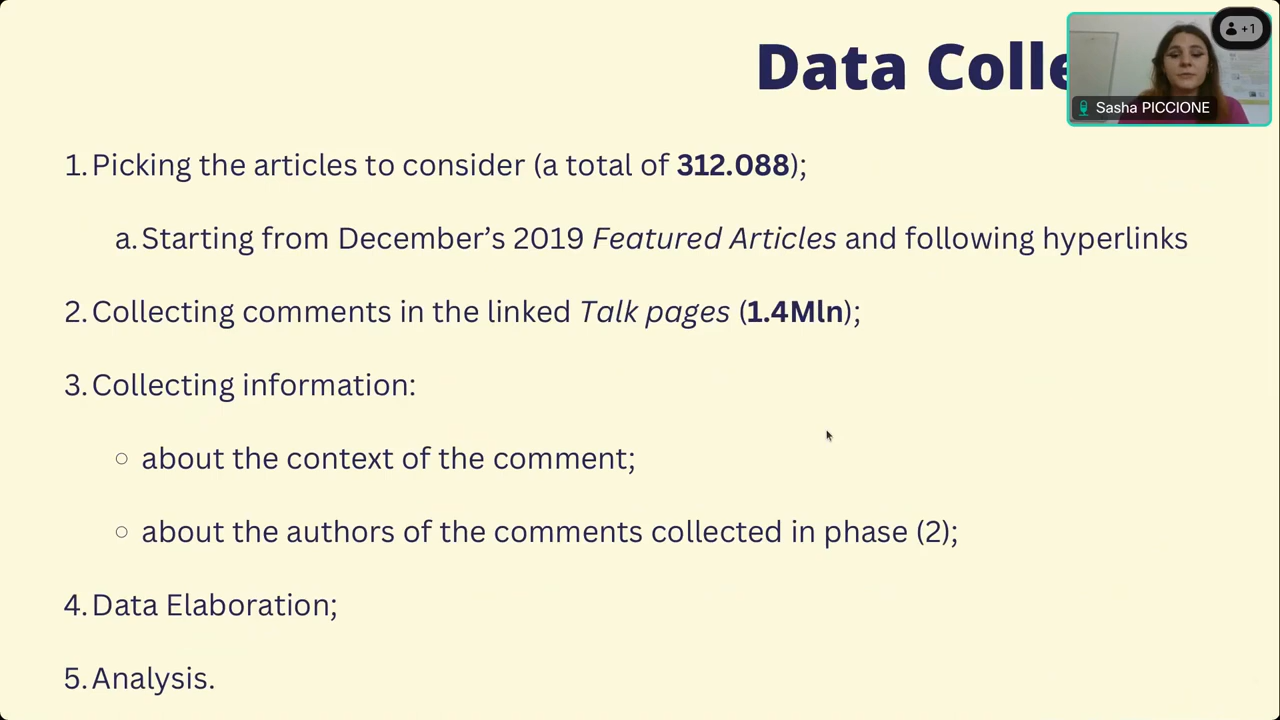 Data Colle
+1
Sasha PICCIONE
1. Picking the articles to consider (a total of 312.088);
a. Starting from December’s 2019 Featured Articles and following hyperlinks
2. Collecting comments in the linked Talk pages (1.4Mln);
3. Collecting information:
○ about the context of the comment;
○ about the authors of the comments collected in phase (2);
4. Data Elaboration;
5. Analysis.